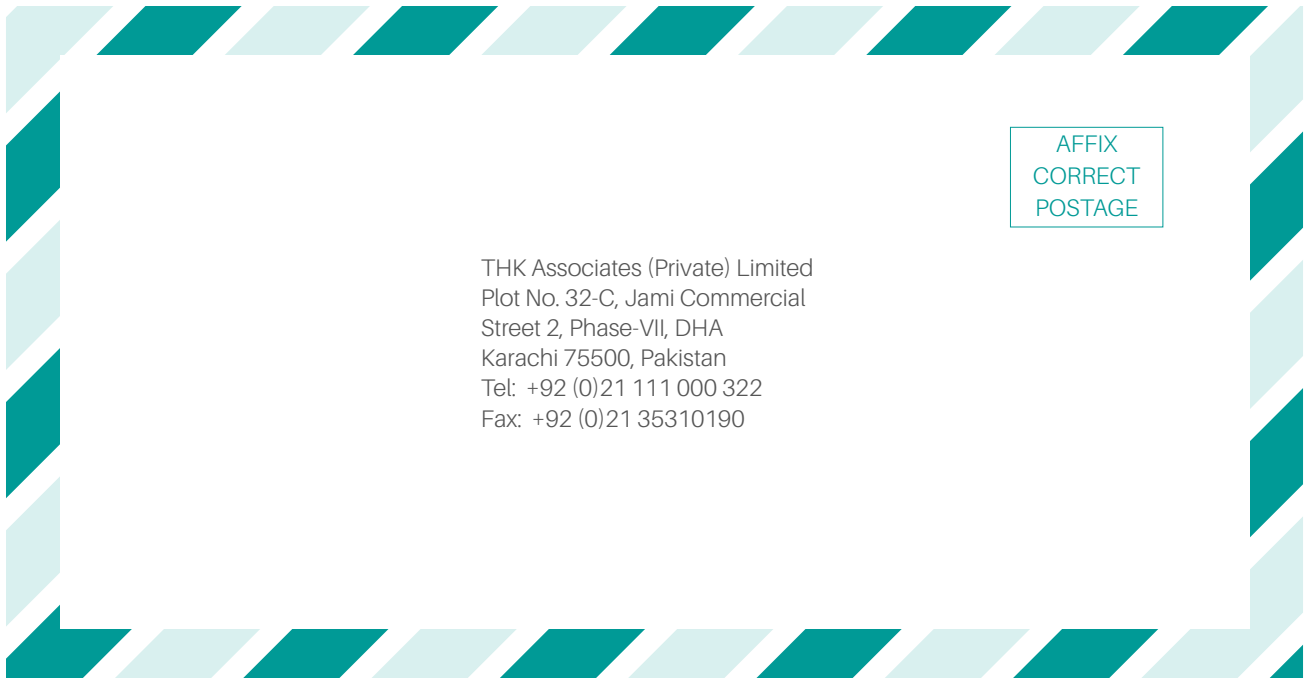 AFFIX
CORRECT
POSTAGE
THK Associates (Private) Limited
Plot No. 32-C, Jami Commercial
Street 2, Phase-VII, DHA
Karachi 75500, Pakistan
Tel:  +92 (0)21 111 000 322
Fax:  +92 (0)21 35310190